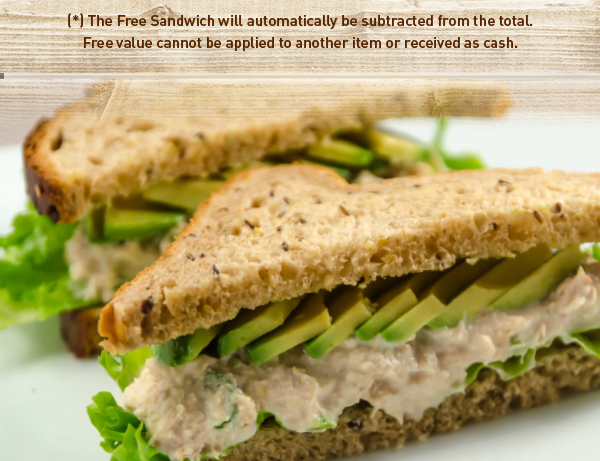 (*) The Free Sandwich will automatically be subtracted from the total.
Free value cannot be applied to another item or received as cash.